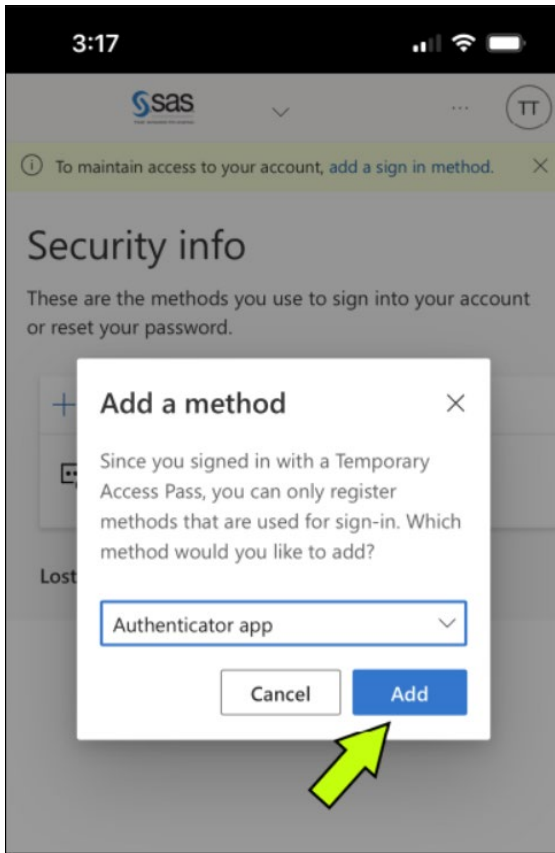 3:17
sas
TT
To maintain access to your account, add a sign in method.
Security info
These are the methods you use to sign into your account
or reset your password.
Add a method
Since you signed in with a Temporary
Access Pass, you can only register
methods that are used for sign-in. Which
method would you like to add?
Lost
Authenticator app
Cancel
Add